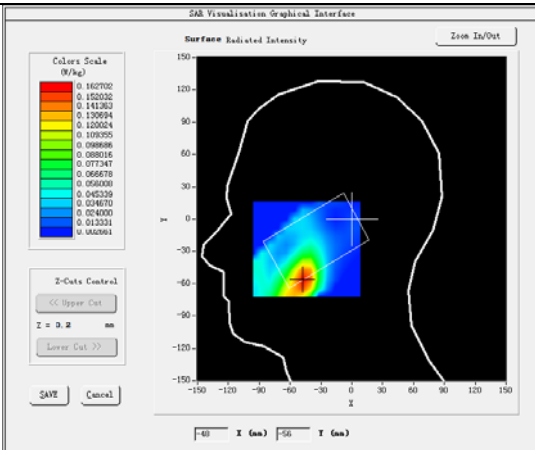 SAR Visualisation Graphical Interface
Surface Radiated Intensity
Zoom In/Out
Colors Scale
(W/kg)
0.162702
0.152032
0.141363
0.130694
0.120024
0.109355
0.098686
0.088016
0.077347
0.066678
0.056008
0.045339
0.034670
0.024000
0.013331
0.002661
150
120
90
60
30
0
-30
-60
-90
-120
-150
Y
-150 -120 -90 -60 -30 0 30 60 90 120 150
X
Z-Cuts Control
<< Upper Cut
Z = 0.2 mm
Lower Cut >>
SAVE Cancel
-48 X (mm) -56 Y (mm)